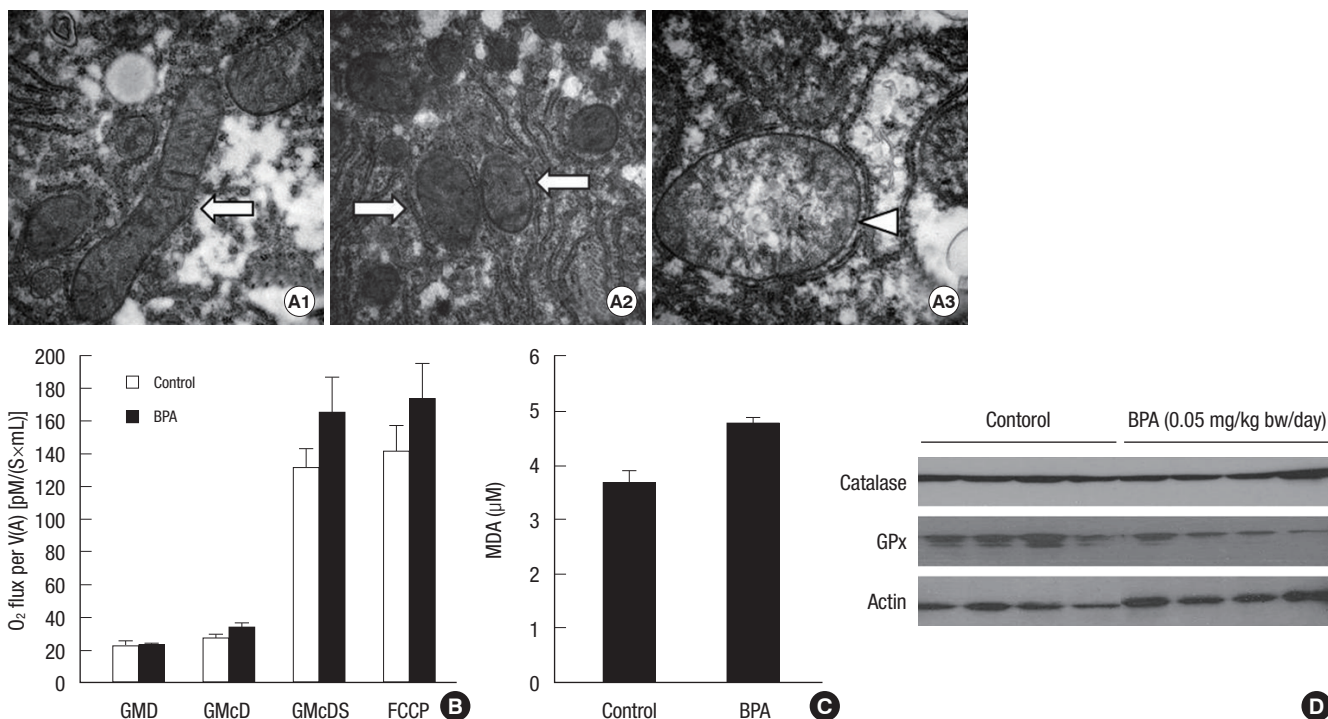 A1
A2
A3
O₂ flux per V(A) [pM/(S×mL)]
200
180
160
140
120
100
80
60
40
20
0
Control
BPA
GMD
GMcD
GMcDS
FCCP
B
MDA (μM)
6
5
4
3
2
1
0
Control
BPA
C
Contorol
BPA (0.05 mg/kg bw/day)
Catalase
GPx
Actin
D